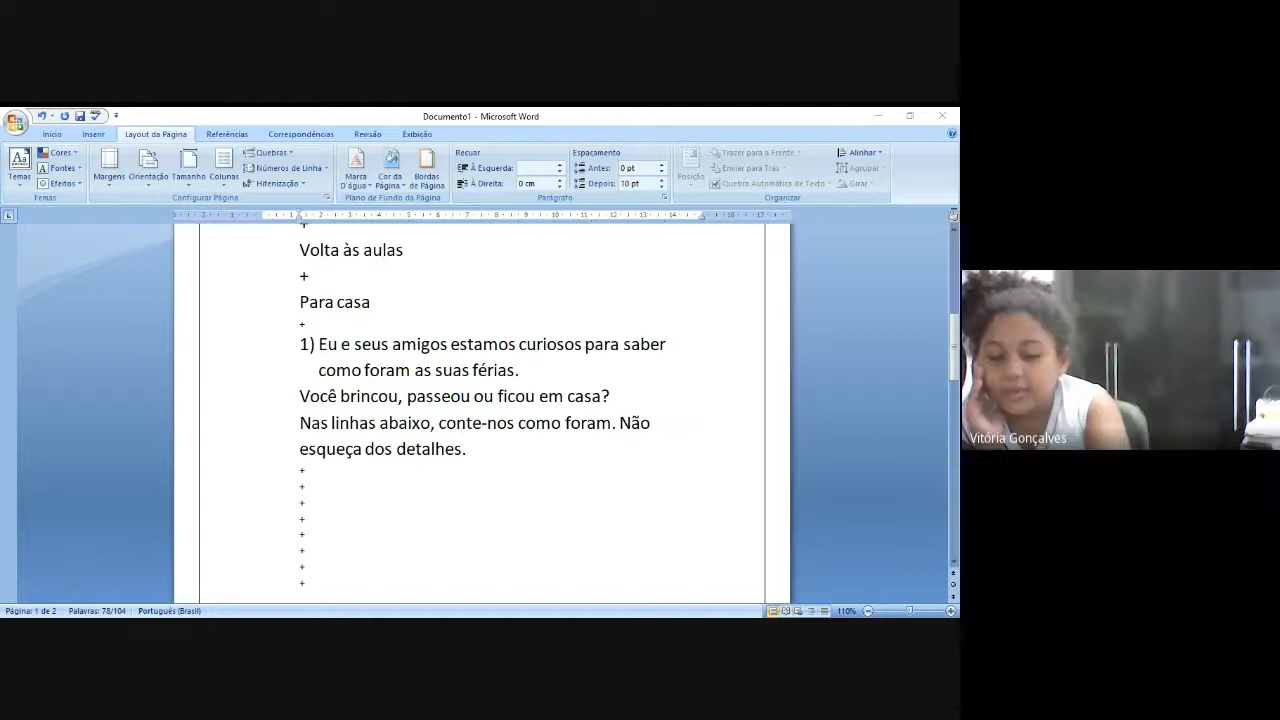 Documento1 - Microsoft Word
Início Inserir Layout da Página Referências Correspondências Revisão Exibição
Temas
Cores
Fontes
Efeitos
Temas
Margens Orientação Tamanho Colunas
Quebras
Números de Linha
Hifenização
Configurar Página
Marca D'água
Cor da Página
Bordas de Página
Plano de Fundo da Página
Recuar
À Esquerda:
À Direita: 0 cm
Espaçamento
Antes: 0 pt
Depois: 10 pt
Parágrafo
Posição
Trazer para a Frente
Enviar para Trás
Quebra Automática de Texto
Alinhar
Agrupar
Girar
Organizar
+
Volta às aulas
+
Para casa
+
1) Eu e seus amigos estamos curiosos para saber
como foram as suas férias.
Você brincou, passeou ou ficou em casa?
Nas linhas abaixo, conte-nos como foram. Não
esqueça dos detalhes.
+
+
+
+
+
+
+
+
Página: 1 de 2 Palavras: 78/104 Português (Brasil) 110%
Vitória Gonçalves